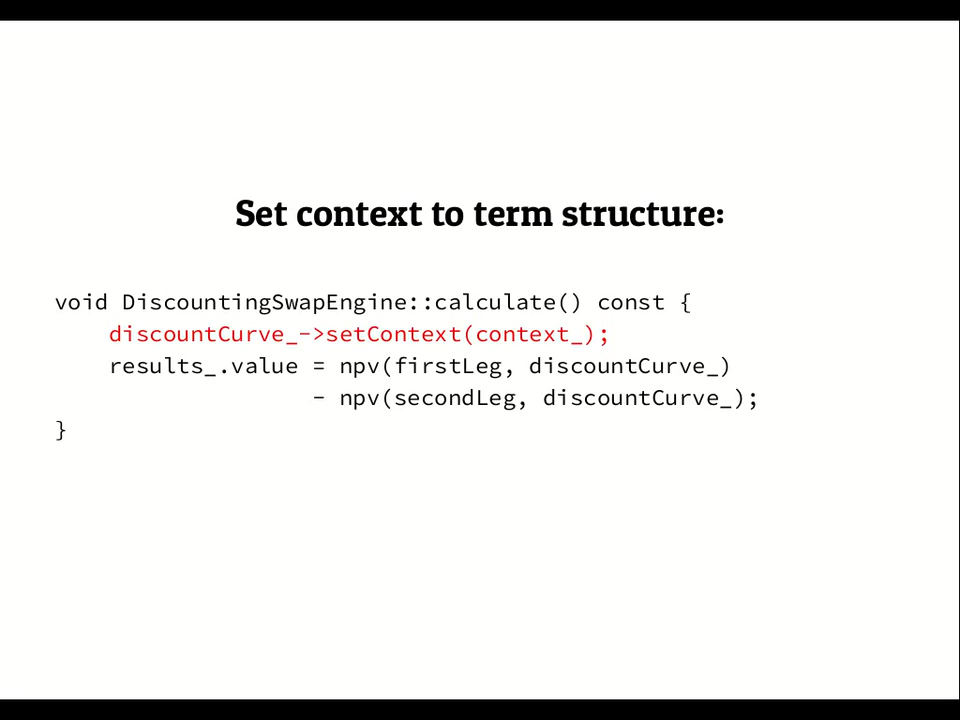 Set context to term structure:
void DiscountingSwapEngine::calculate() const {
    discountCurve_->setContext(context_);
    results_.value = npv(firstLeg, discountCurve_)
                   - npv(secondLeg, discountCurve_);
}